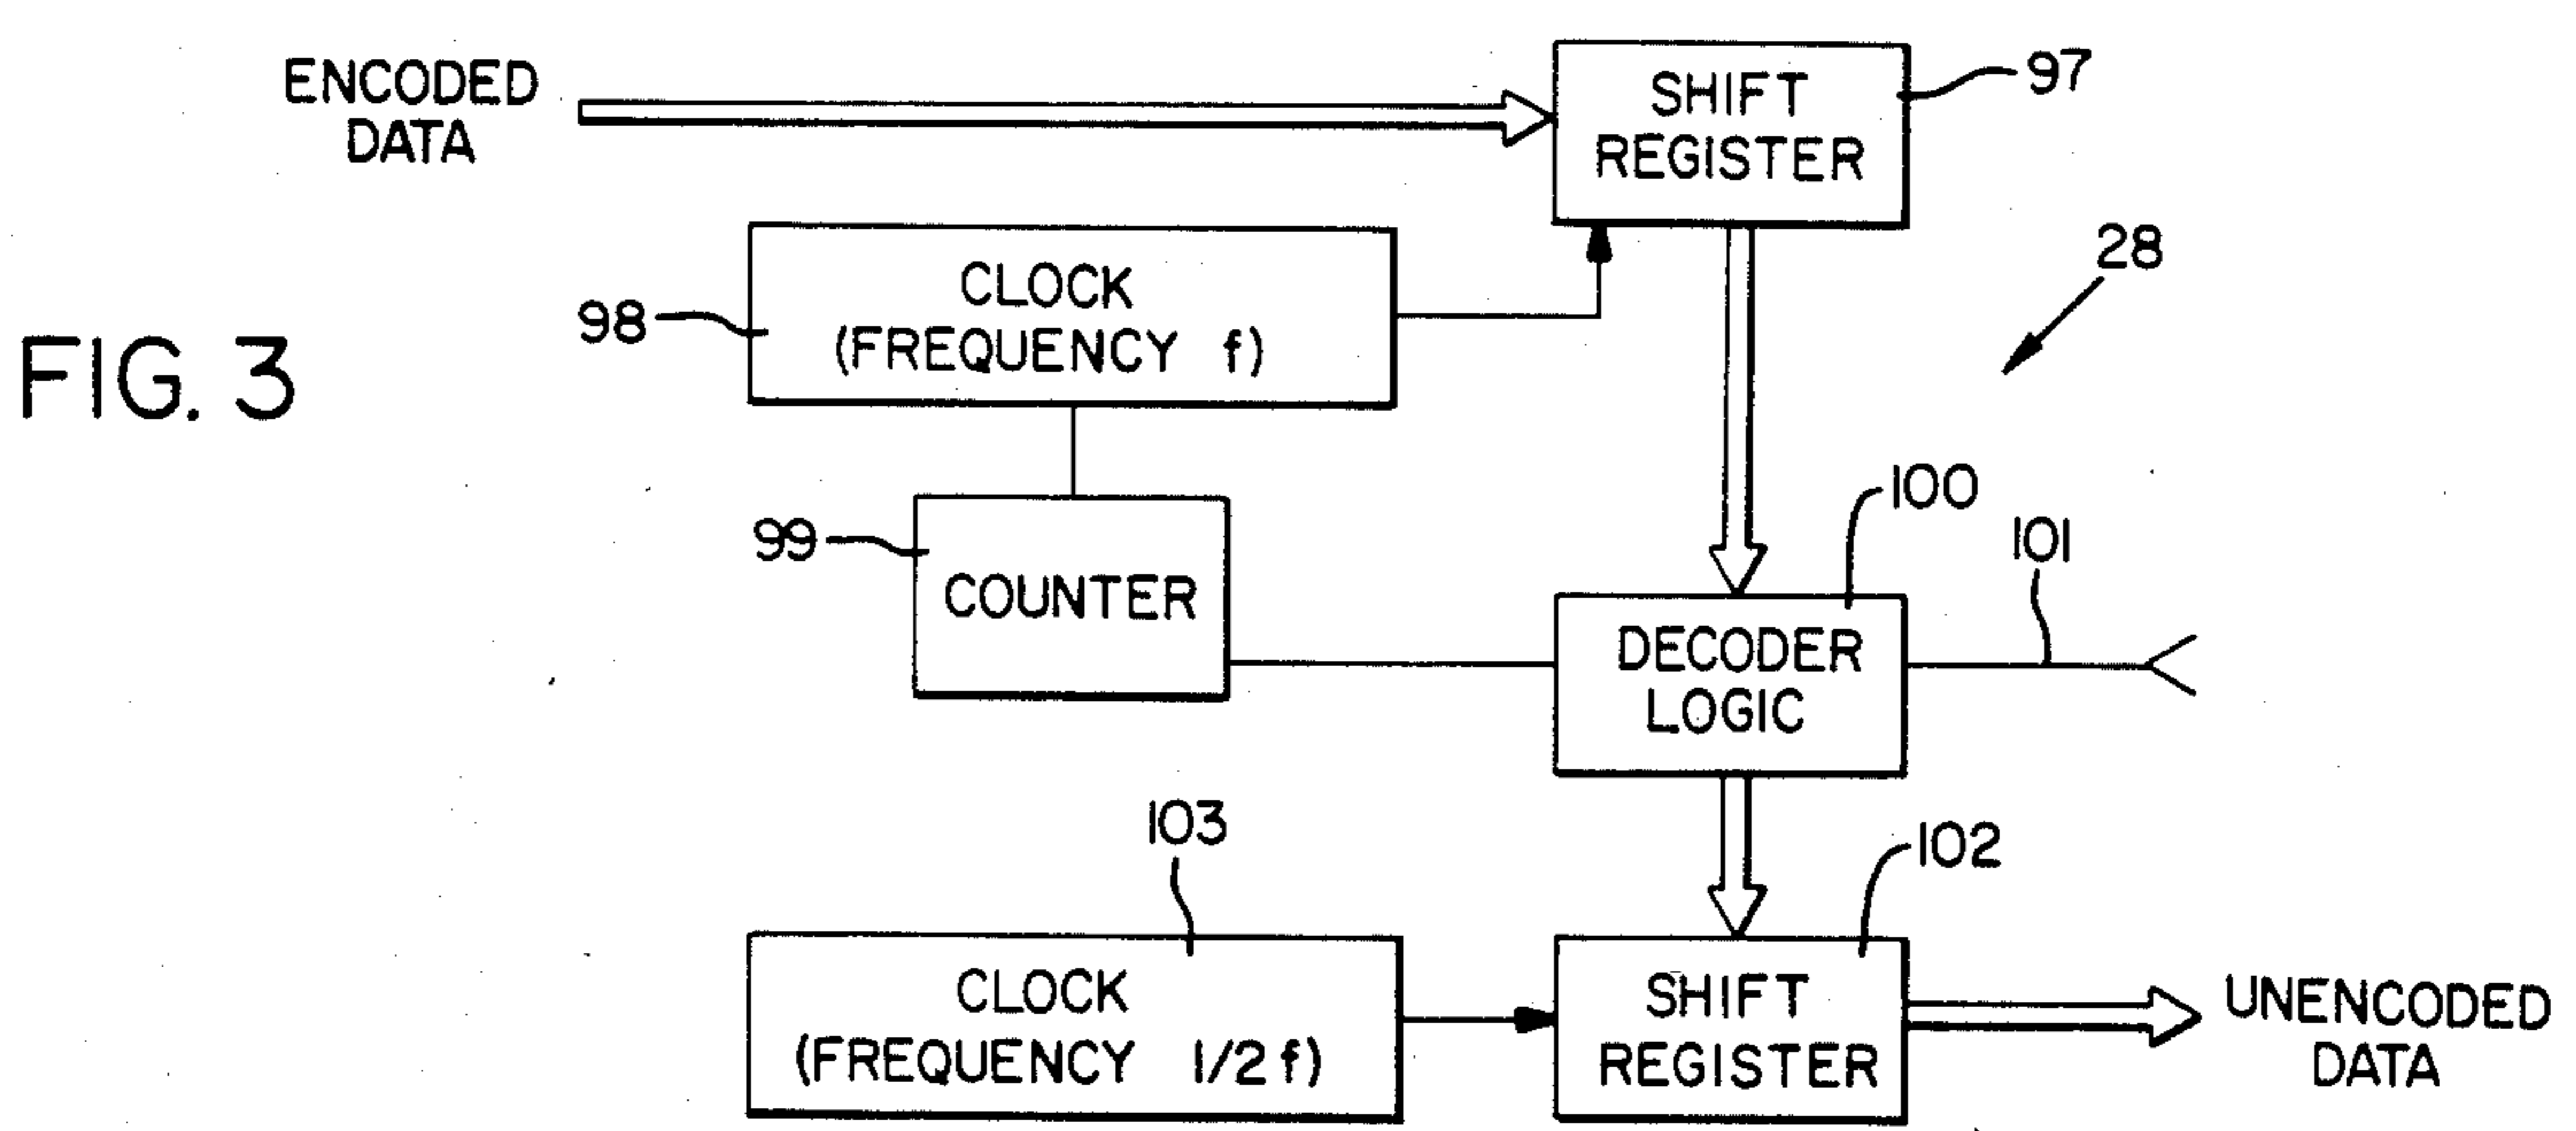 ENCODED
DATA
SHIFT
REGISTER
97
28
CLOCK
(FREQUENCY f)
98
FIG. 3
100
101
99
COUNTER
DECODER
LOGIC
103
102
CLOCK
(FREQUENCY 1/2 f)
SHIFT
REGISTER
UNENCODED
DATA